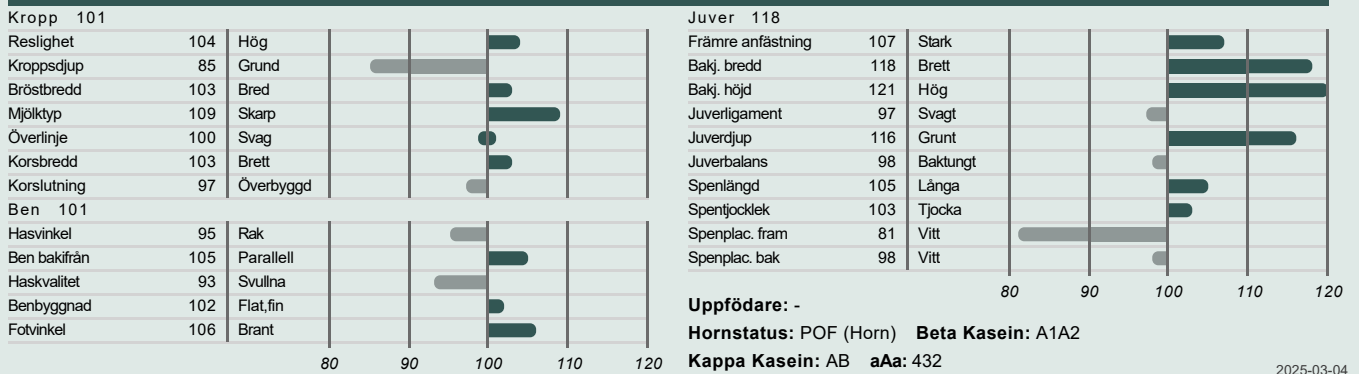 Kropp 101
Reslighet 104 Hög
Kroppsdjup 85 Grund
Bröstbredd 103 Bred
Mjölktyp 109 Skarp
Överlinje 100 Svag
Korsbredd 103 Brett
Korslutning 97 Överbyggd
Ben 101
Hasvinkel 95 Rak
Ben bakifrån 105 Parallell
Haskvalitet 93 Svullna
Benbyggnad 102 Flat,fin
Fotvinkel 106 Brant
80 90 100 110 120
Juver 118
Främre anfästning 107 Stark
Bakj. bredd 118 Brett
Bakj. höjd 121 Hög
Juverligament 97 Svagt
Juverdjup 116 Grunt
Juverbalans 98 Baktungt
Spenlängd 105 Långa
Spentjocklek 103 Tjocka
Spenplac. fram 81 Vitt
Spenplac. bak 98 Vitt
80 90 100 110 120
Uppfödare: -
Hornstatus: POF (Horn) Beta Kasein: A1A2
Kappa Kasein: AB aAa: 432
2025-03-04